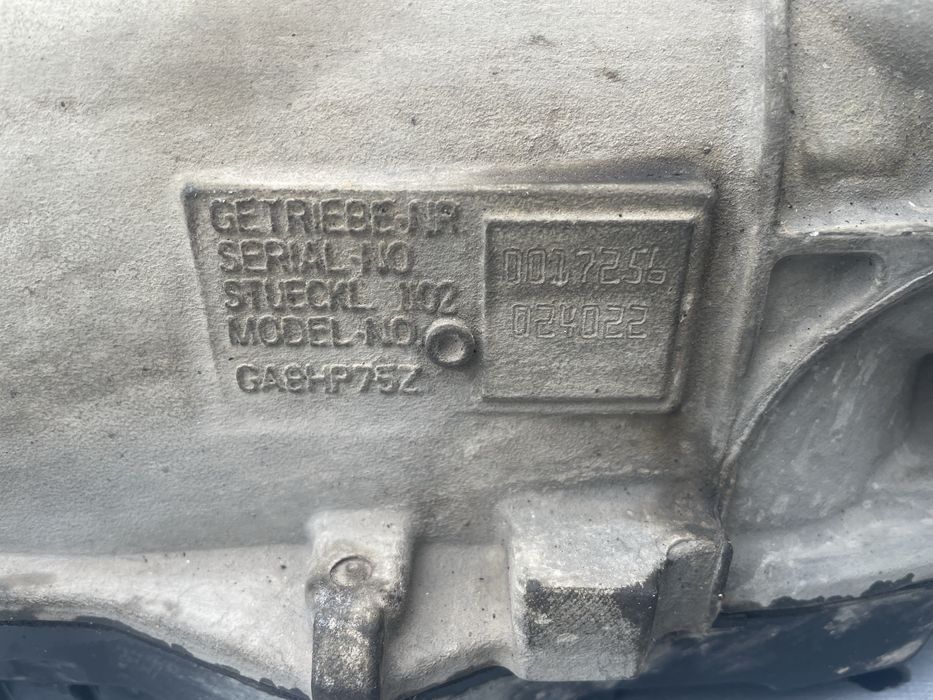 GETRIEBE-NR
SERIAL-NO
STUECKL 102
MODEL-NO.
GA8HP75Z
0017256
024022